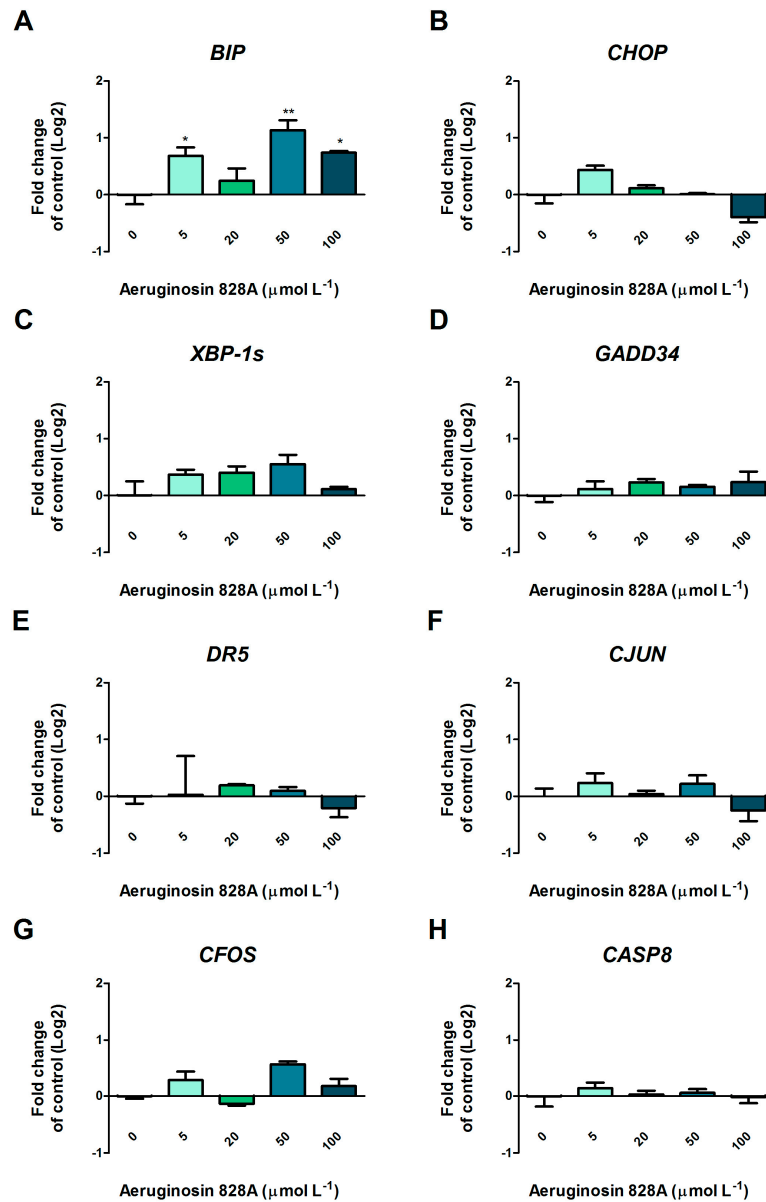 A
BIP
Fold change
of control (Log2)
2
1
0
-1
*
**
*
0
5
20
50
100
Aeruginosin 828A (μmol L⁻¹)
B
CHOP
Fold change
of control (Log2)
2
1
0
-1
0
5
20
50
100
Aeruginosin 828A (μmol L⁻¹)
C
XBP-1s
Fold change
of control (Log2)
2
1
0
-1
0
5
20
50
100
Aeruginosin 828A (μmol L⁻¹)
D
GADD34
Fold change
of control (Log2)
2
1
0
-1
0
5
20
50
100
Aeruginosin 828A (μmol L⁻¹)
E
DR5
Fold change
of control (Log2)
2
1
0
-1
0
5
20
50
100
Aeruginosin 828A (μmol L⁻¹)
F
CJUN
Fold change
of control (Log2)
2
1
0
-1
0
5
20
50
100
Aeruginosin 828A (μmol L⁻¹)
G
CFOS
Fold change
of control (Log2)
2
1
0
-1
0
5
20
50
100
Aeruginosin 828A (μmol L⁻¹)
H
CASP8
Fold change
of control (Log2)
2
1
0
-1
0
5
20
50
100
Aeruginosin 828A (μmol L⁻¹)